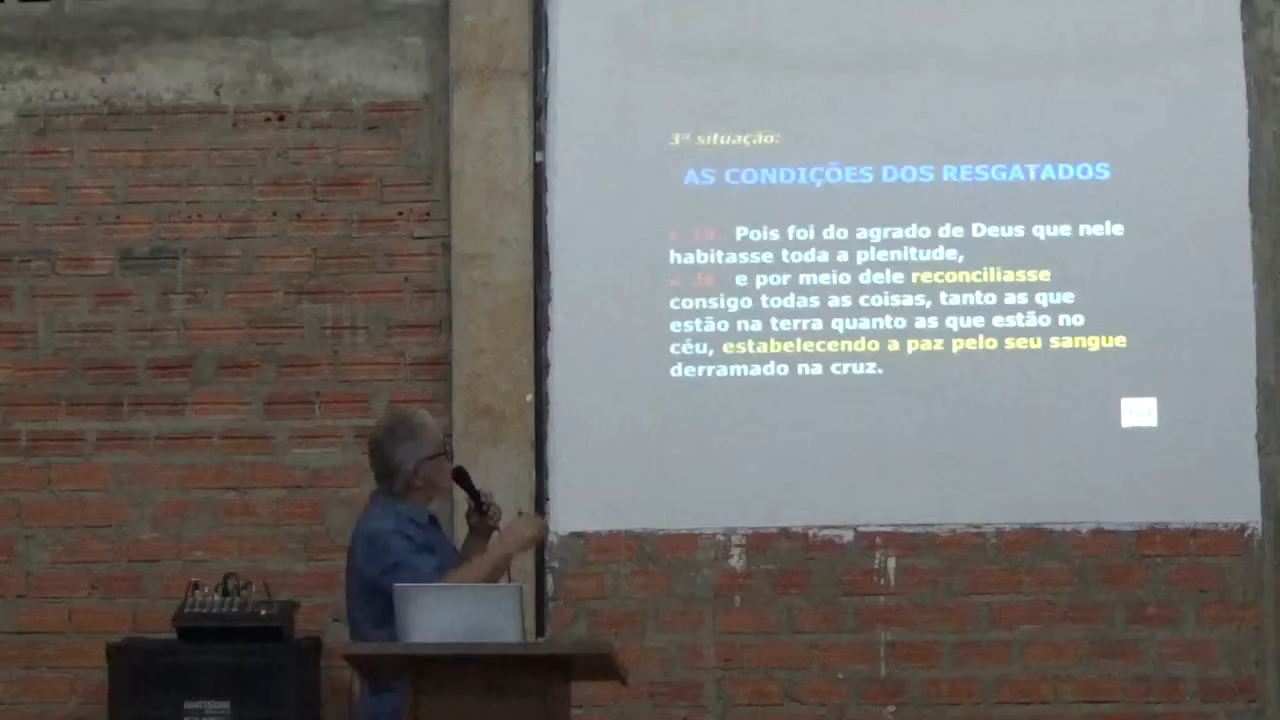 3ª situação:
AS CONDIÇÕES DOS RESGATADOS
Pois foi do agrado de Deus que nele
habitasse toda a plenitude,
e por meio dele reconciliasse
consigo todas as coisas, tanto as que
estão na terra quanto as que estão no
céu, estabelecendo a paz pelo seu sangue
derramado na cruz.